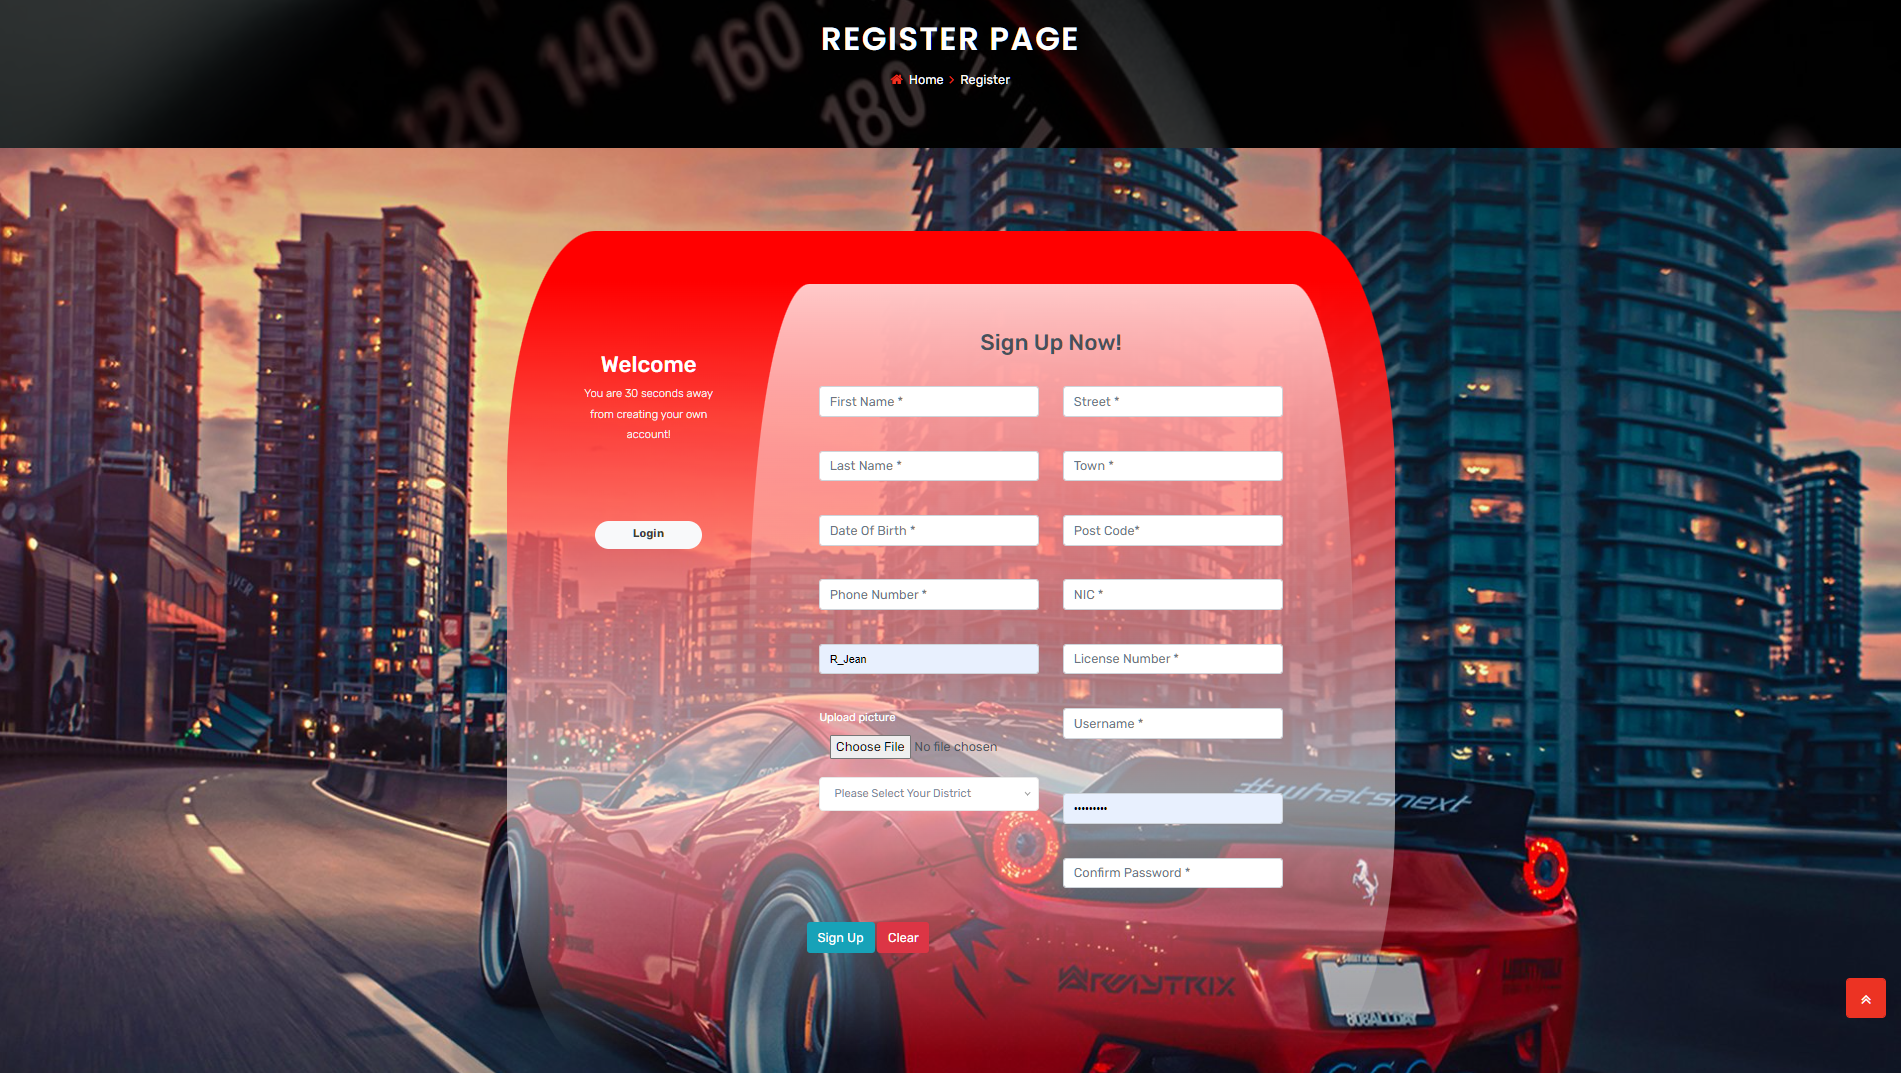 120
140
160
180
REGISTER PAGE
Home > Register
Welcome
You are 30 seconds away
from creating your own
account!
Login
Sign Up Now!
First Name *
Street *
Last Name *
Town *
Date Of Birth *
Post Code*
Phone Number *
NIC *
R_Jean
License Number *
Upload picture
Choose File No file chosen
Username *
Please Select Your District
•••••••••
Confirm Password *
Sign Up
Clear
#whatsnext
ARMYTRIX